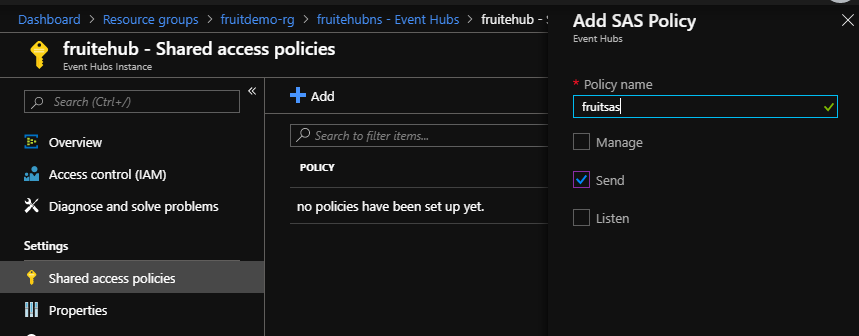 Dashboard > Resource groups > fruitdemo-rg > fruitehubns - Event Hubs > fruitehub - S
fruitehub - Shared access policies
Event Hubs Instance
Search (Ctrl+/)
Overview
Access control (IAM)
Diagnose and solve problems
Settings
Shared access policies
Properties
Add
Search to filter items...
POLICY
no policies have been set up yet.
Add SAS Policy
Event Hubs
* Policy name
fruitsas
Manage
Send
Listen